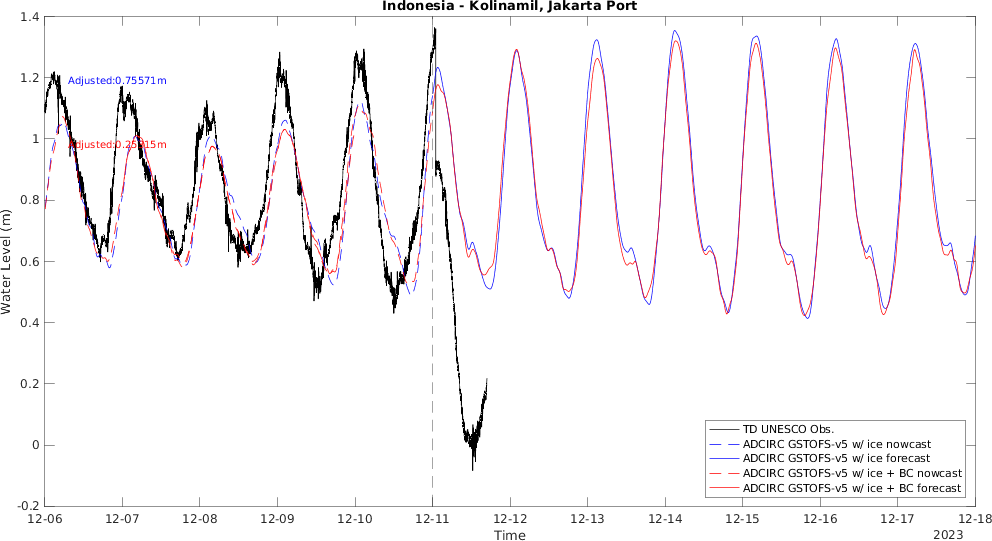 Indonesia - Kolinamil, Jakarta Port
Water Level (m)
1.4
1.2
1
0.8
0.6
0.4
0.2
0
-0.2
Adjusted:0.75571m
TD UNESCO Obs.
ADCIRC GSTOFS-v5 w/ ice nowcast
ADCIRC GSTOFS-v5 w/ ice forecast
ADCIRC GSTOFS-v5 w/ ice + BC nowcast
ADCIRC GSTOFS-v5 w/ ice + BC forecast
12-06 12-07 12-08 12-09 12-10 12-11 12-12 12-13 12-14 12-15 12-16 12-17 12-18
Time
2023